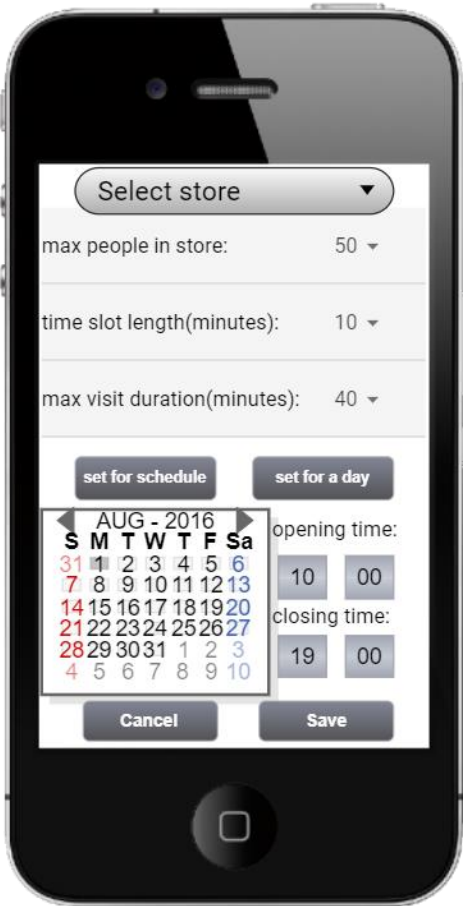 Select store
max people in store: 50
time slot length(minutes): 10
max visit duration(minutes): 40
set for schedule set for a day
AUG - 2016
S M T W T F Sa
31 1 2 3 4 5 6
7 8 9 10 11 12 13
14 15 16 17 18 19 20
21 22 23 24 25 26 27
28 29 30 31 1 2 3
4 5 6 7 8 9 10
opening time:
10 00
closing time:
19 00
Cancel Save